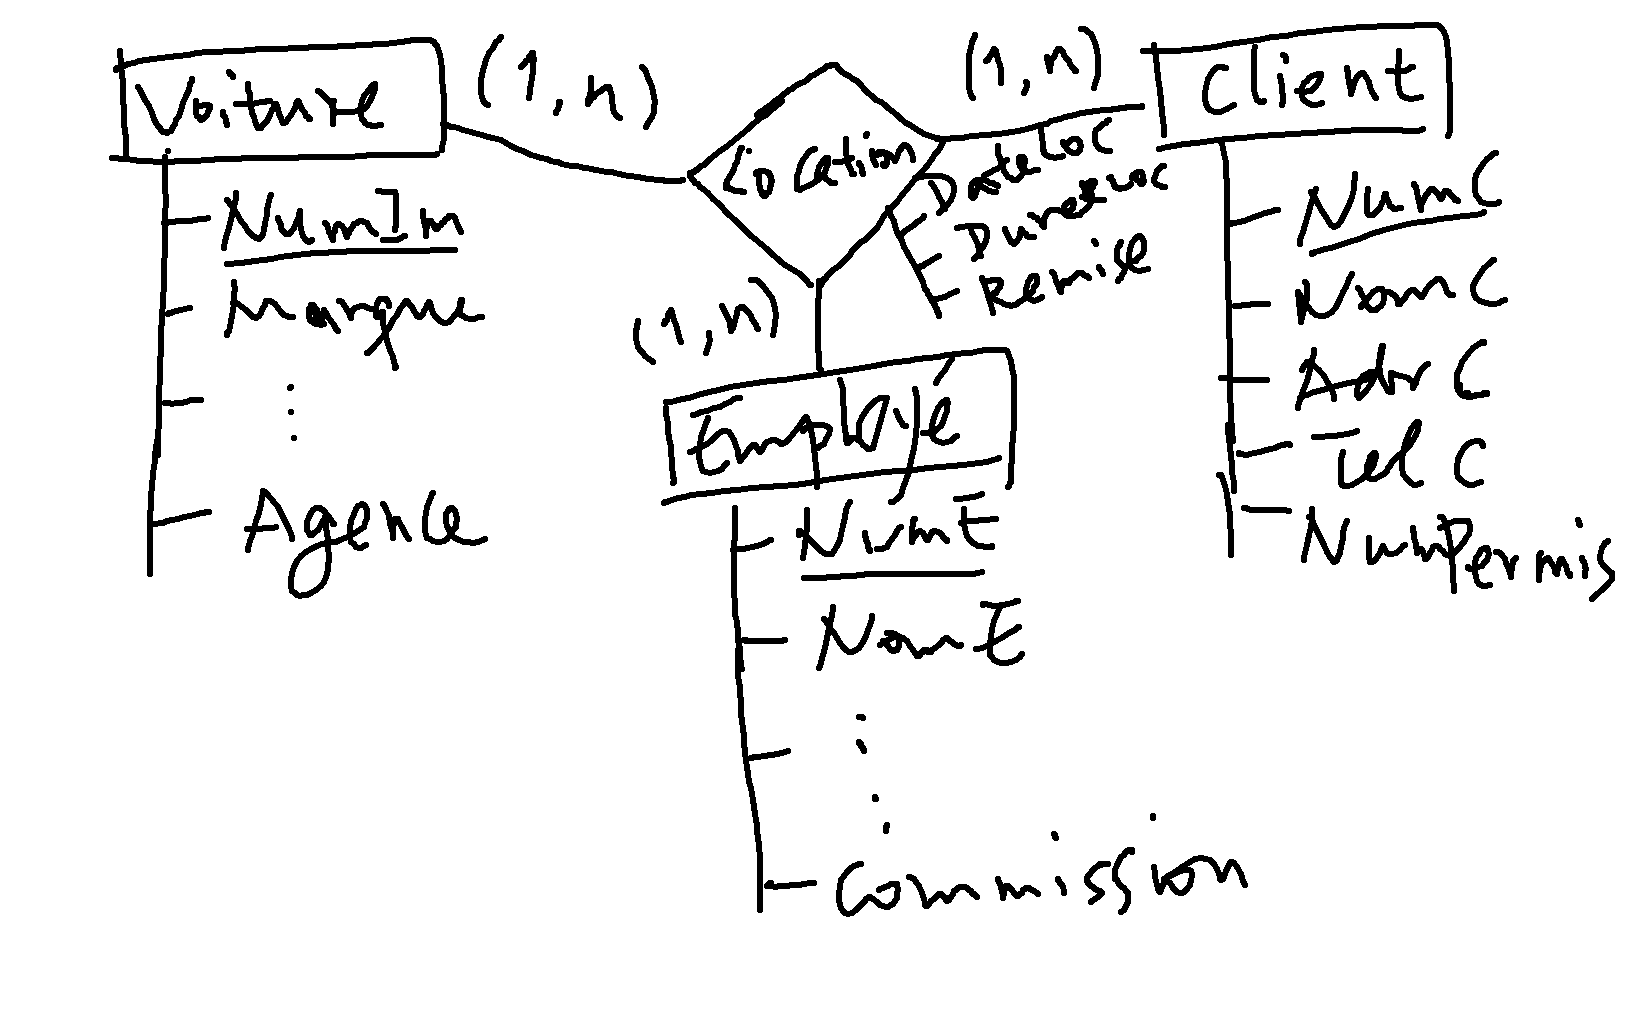 Voiture
(1,n)
Location
(1,n)
Client
NumIm
Marque
Agence
DateLoc
DureeLoc
Remise
NumC
NomC
AdrC
TelC
NumPermis
(1,n)
Employé
NumE
NomE
Commission